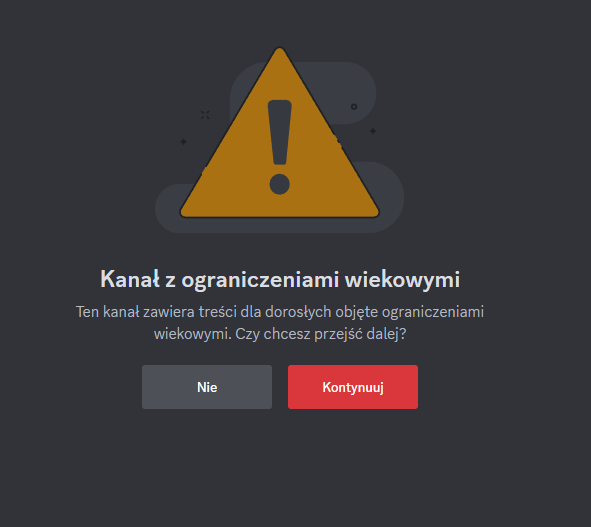 Kanał z ograniczeniami wiekowymi
Ten kanał zawiera treści dla dorosłych objęte ograniczeniami
wiekowymi. Czy chcesz przejść dalej?
Nie
Kontynuuj